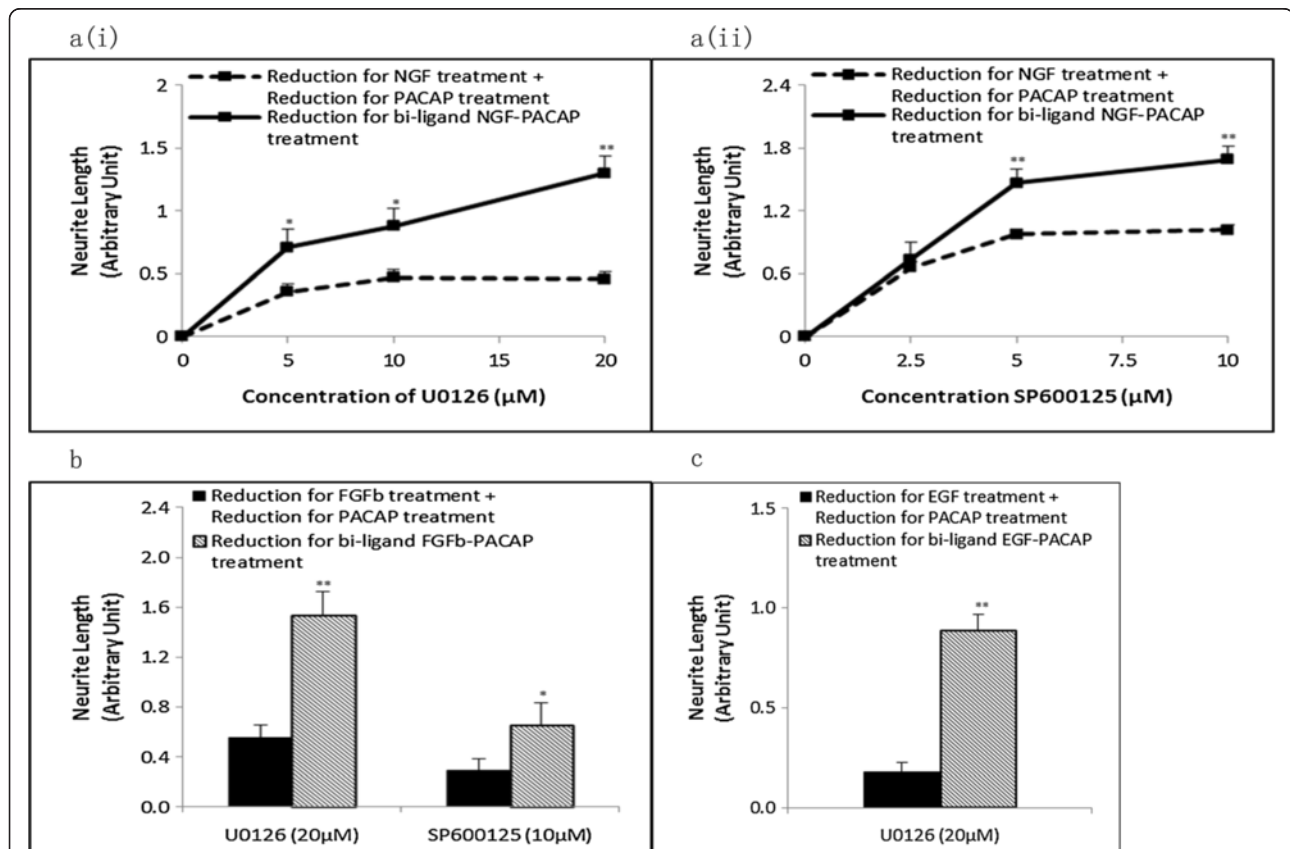 a(i)
Reduction for NGF treatment +
Reduction for PACAP treatment
Reduction for bi-ligand NGF-PACAP
treatment
Neurite Length
(Arbitrary Unit)
2
1.5
1
0.5
0
*
*
**
0
5
10
15
20
Concentration of U0126 (µM)
a(ii)
Reduction for NGF treatment +
Reduction for PACAP treatment
Reduction for bi-ligand NGF-PACAP
treatment
Neurite Length
(Arbitrary Unit)
2.4
1.8
1.2
0.6
0
**
**
0
2.5
5
7.5
10
Concentration SP600125 (µM)
b
Reduction for FGFb treatment +
Reduction for PACAP treatment
Reduction for bi-ligand FGFb-PACAP
treatment
Neurite Length
(Arbitrary Unit)
2.4
2.0
1.6
1.2
0.8
0.4
0.0
**
*
U0126 (20µM)
SP600125 (10µM)
c
Reduction for EGF treatment +
Reduction for PACAP treatment
Reduction for bi-ligand EGF-PACAP
treatment
Neurite Length
(Arbitrary Unit)
1.5
1.0
0.5
0.0
**
U0126 (20µM)